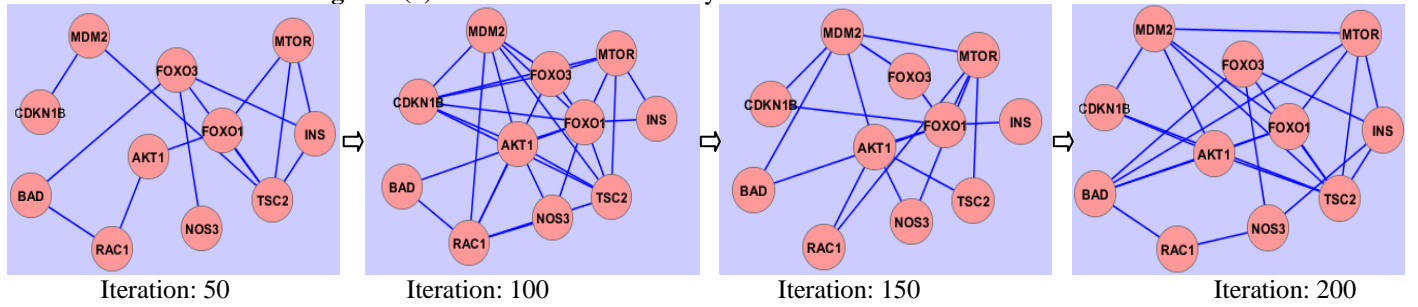 MDM2 MTOR
FOXO3
CDKN1B
FOXO1 INS
AKT1
BAD TSC2
NOS3
RAC1
MDM2
FOXO3 MTOR
CDKN1B
FOXO1 INS
AKT1
BAD TSC2
NOS3
RAC1
MDM2
MTOR
FOXO3
CDKN1B
FOXO1 INS
AKT1
BAD TSC2
NOS3
RAC1
MDM2 MTOR
FOXO3
CDKN1B
FOXO1 INS
AKT1
BAD TSC2
NOS3
RAC1
Iteration: 50 Iteration: 100 Iteration: 150 Iteration: 200